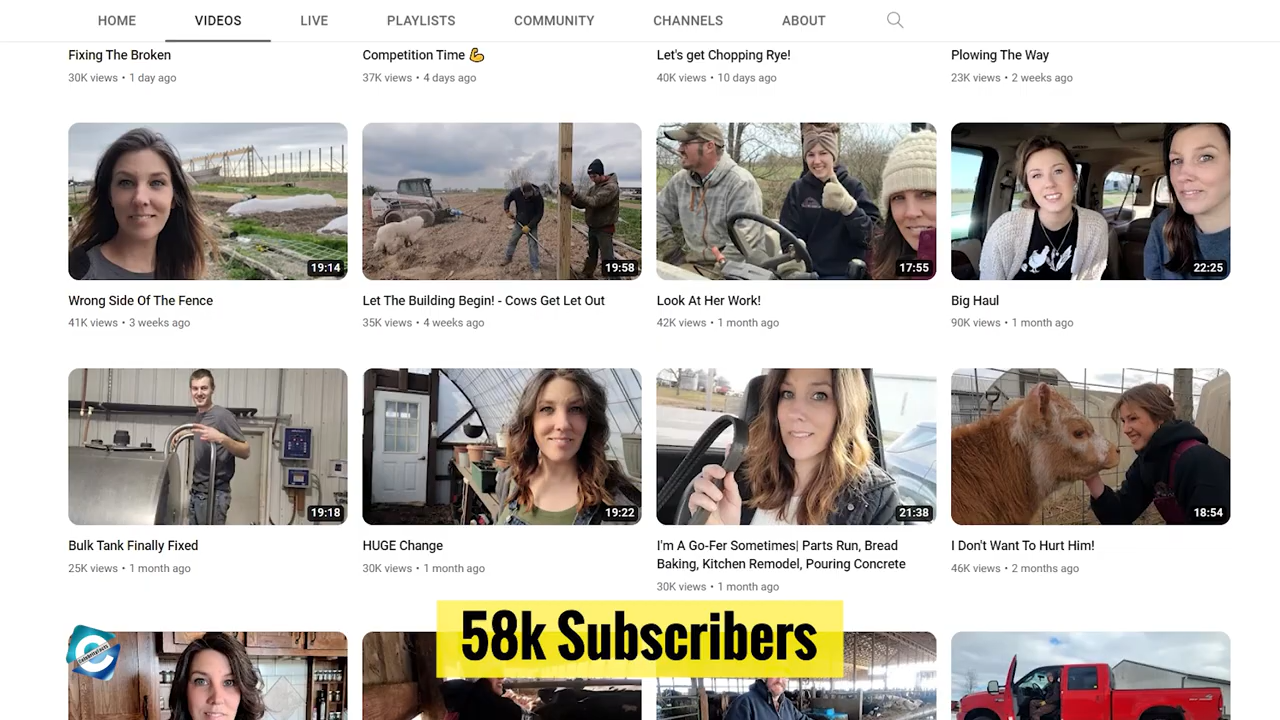 HOME VIDEOS LIVE PLAYLISTS COMMUNITY CHANNELS ABOUT
Fixing The Broken
30K views • 1 day ago
Competition Time 💪
37K views • 4 days ago
Let's get Chopping Rye!
40K views • 10 days ago
Plowing The Way
23K views • 2 weeks ago
19:14
Wrong Side Of The Fence
41K views • 3 weeks ago
19:58
Let The Building Begin! - Cows Get Let Out
35K views • 4 weeks ago
17:55
Look At Her Work!
42K views • 1 month ago
22:25
Big Haul
90K views • 1 month ago
19:18
Bulk Tank Finally Fixed
25K views • 1 month ago
19:22
HUGE Change
30K views • 1 month ago
21:38
I'm A Go-Fer Sometimes| Parts Run, Bread
Baking, Kitchen Remodel, Pouring Concrete
30K views • 1 month ago
18:54
I Don't Want To Hurt Him!
46K views • 2 months ago
58k Subscribers